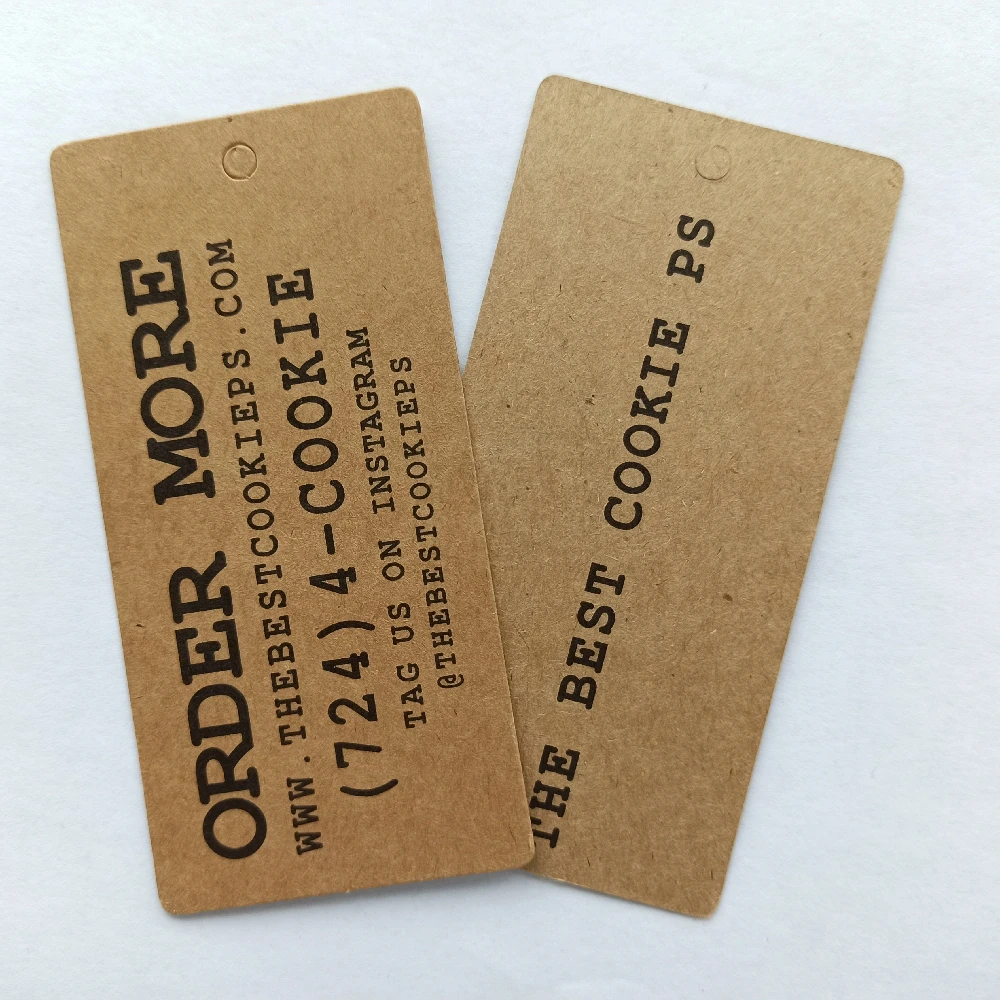 ORDER MORE
WWW.THEBESTCOOKIEPS.COM
(724)4-COOKIE
TAG US ON INSTAGRAM
@THEBESTCOOKIEPS
THE BEST COOKIE PS